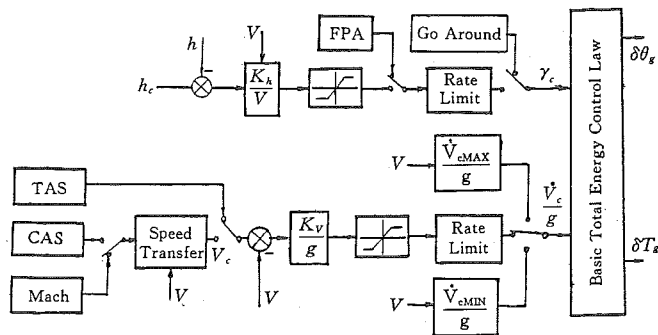 h
V
FPA
Go Around
h_c
K_h
V
Rate
Limit
γ_c
δθ_g
V
V̇_cMAX
g
TAS
CAS
Mach
Speed
Transfer
V_c
V
V
K_V
g
Rate
Limit
V̇_c
g
V
V̇_cMIN
g
Basic Total Energy Control Law
δT_g